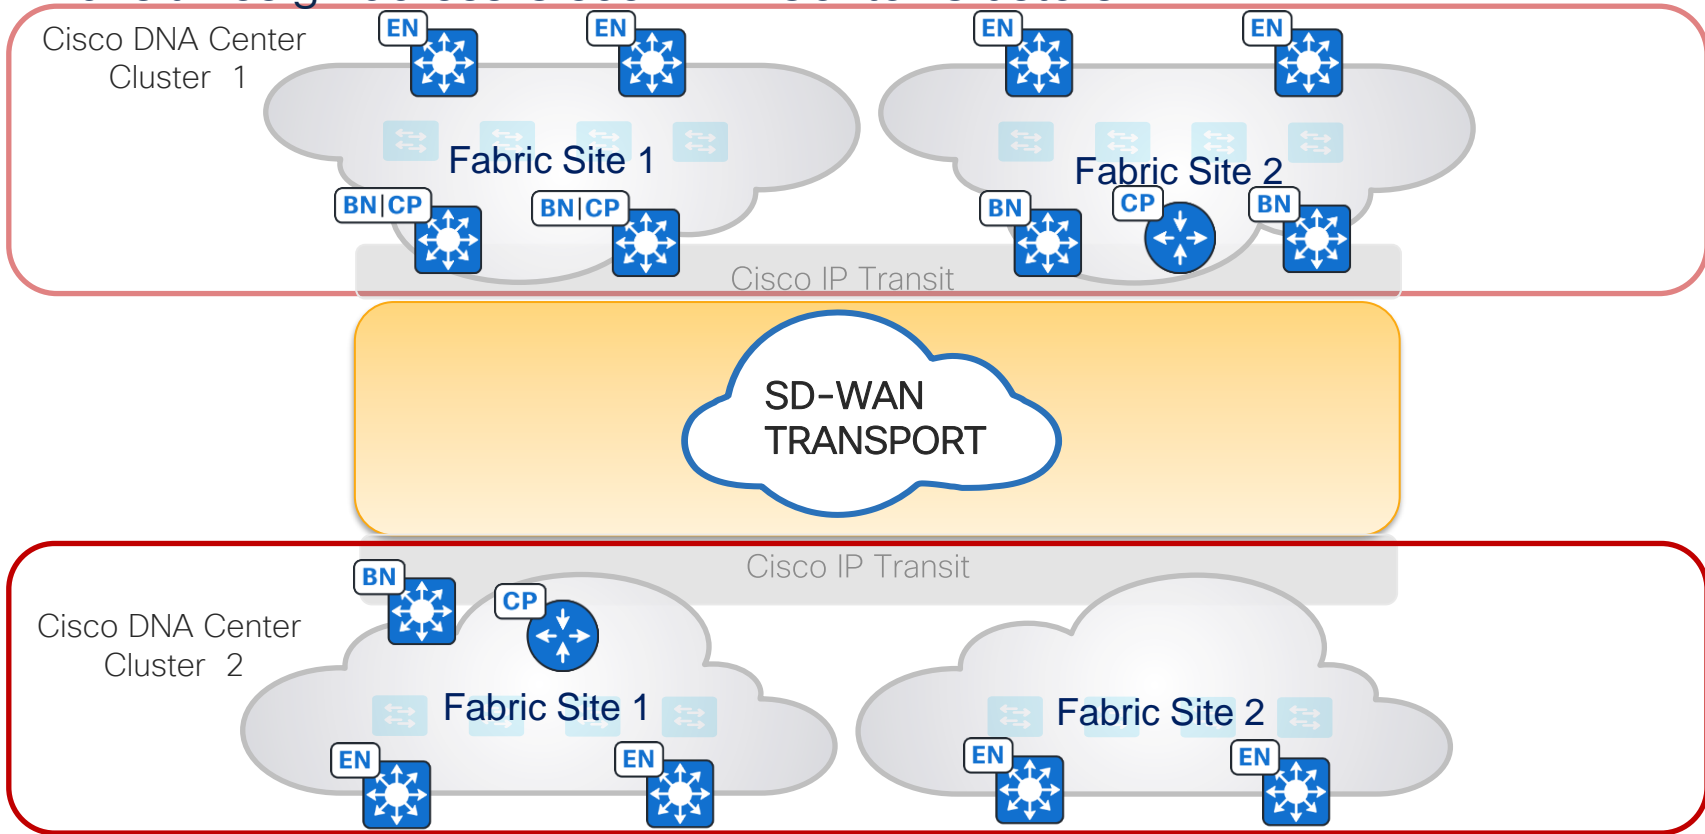 Cisco DNA Center
Cluster 1
EN
EN
EN
EN
Fabric Site 1
Fabric Site 2
BN|CP
BN|CP
BN
CP
BN
Cisco IP Transit
SD-WAN
TRANSPORT
Cisco IP Transit
BN
CP
Cisco DNA Center
Cluster 2
Fabric Site 1
Fabric Site 2
EN
EN
EN
EN